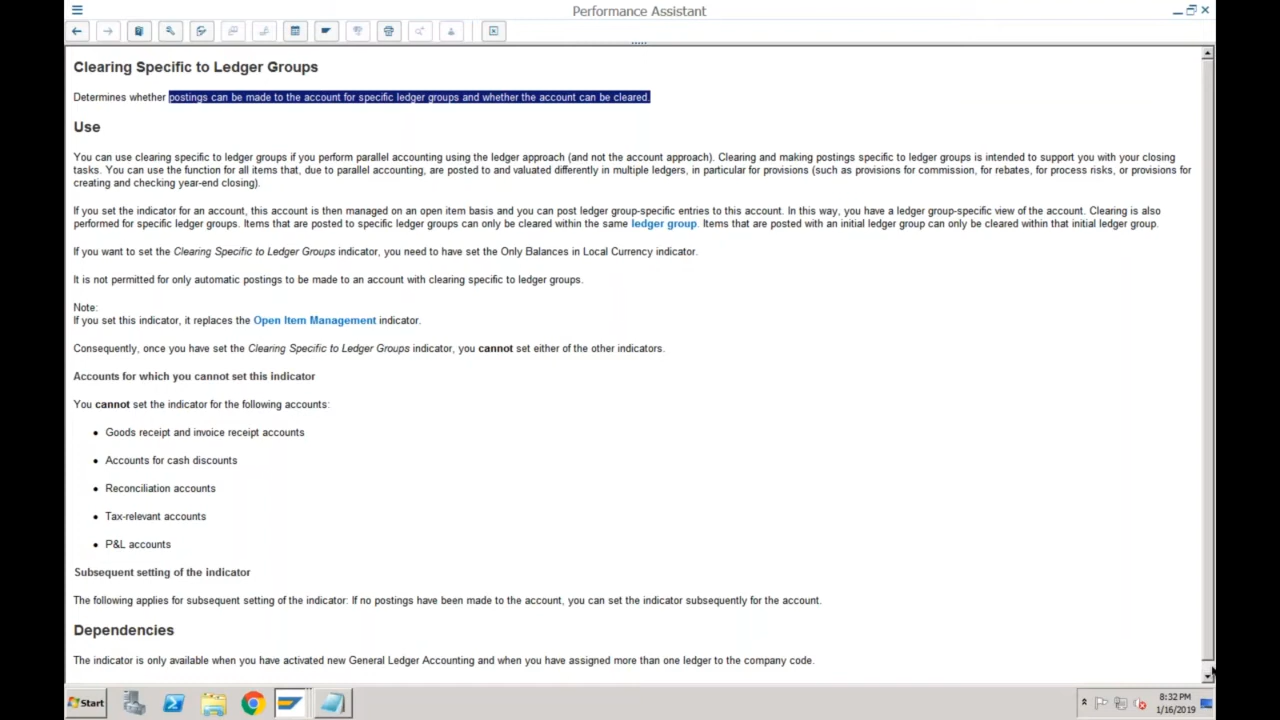 Performance Assistant
Clearing Specific to Ledger Groups
Determines whether postings can be made to the account for specific ledger groups and whether the account can be cleared.
Use
You can use clearing specific to ledger groups if you perform parallel accounting using the ledger approach (and not the account approach). Clearing and making postings specific to ledger groups is intended to support you with your closing
tasks. You can use the function for all items that, due to parallel accounting, are posted to and valuated differently in multiple ledgers, in particular for provisions (such as provisions for commission, for rebates, for process risks, or provisions for
creating and checking year-end closing).
If you set the indicator for an account, this account is then managed on an open item basis and you can post ledger group-specific entries to this account. In this way, you have a ledger group-specific view of the account. Clearing is also
performed for specific ledger groups. Items that are posted to specific ledger groups can only be cleared within the same ledger group. Items that are posted with an initial ledger group can only be cleared within that initial ledger group.
If you want to set the Clearing Specific to Ledger Groups indicator, you need to have set the Only Balances in Local Currency indicator.
It is not permitted for only automatic postings to be made to an account with clearing specific to ledger groups.
Note:
If you set this indicator, it replaces the Open Item Management indicator.
Consequently, once you have set the Clearing Specific to Ledger Groups indicator, you cannot set either of the other indicators.
Accounts for which you cannot set this indicator
You cannot set the indicator for the following accounts:
• Goods receipt and invoice receipt accounts
• Accounts for cash discounts
• Reconciliation accounts
• Tax-relevant accounts
• P&L accounts
Subsequent setting of the indicator
The following applies for subsequent setting of the indicator: If no postings have been made to the account, you can set the indicator subsequently for the account.
Dependencies
The indicator is only available when you have activated new General Ledger Accounting and when you have assigned more than one ledger to the company code.
Start
8:32 PM
1/16/2019